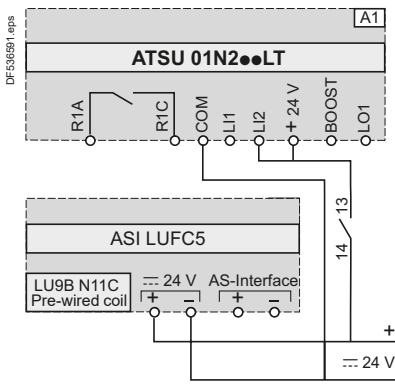 DF536591.eps
A1
ATSU 01N2●●LT
R1A
R1C
COM
LI1
LI2
+ 24 V
BOOST
LO1
13
14
ASI LUFC5
LU9B N11C
Pre-wired coil
24 V
AS-Interface
+ – + –
+
24 V